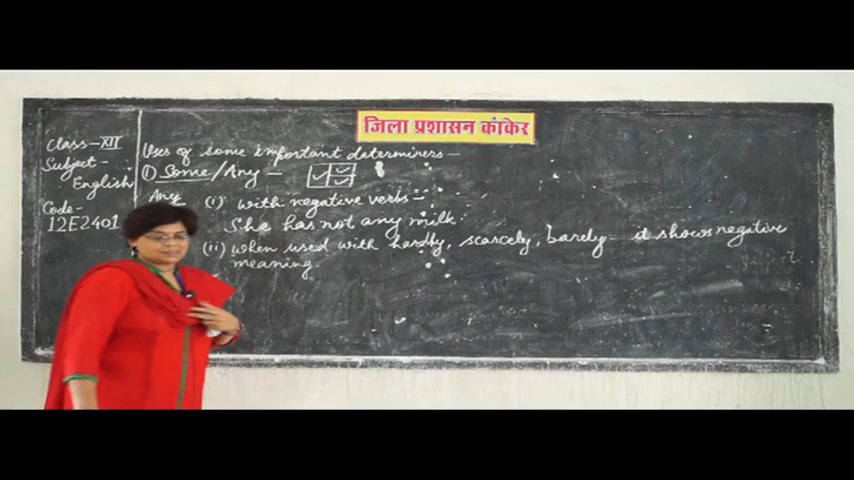 जिला प्रशासन कांकेर
Class - XII
Subject -
English
Code -
12E2401
Uses of some important determiners -
(1) Some/Any -
Any
(i) with negative verbs -
She has not any milk.
(ii) when used with hardly, scarcely, barely it shows negative
meaning.